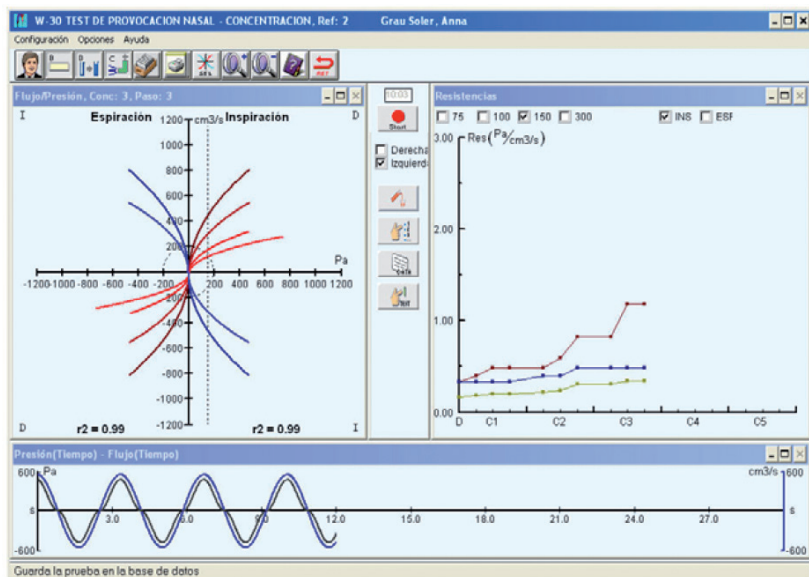 W-30 TEST DE PROVOCACION NASAL - CONCENTRACION, Ref: 2 Grau Soler, Anna
Configuración Opciones Ayuda
Flujo/Presión, Conc: 3, Paso: 3
I Espiración 1200 cm3/s Inspiración D
1000
800
600
400
200
Pa
-1200 -1000 -800 -600 -400 -200 200 400 600 800 1000 1200
-200
-400
-600
-800
-1000
-1200
D r2 = 0.99 r2 = 0.99 I
10:03
Start
Derecha
Izquierda
Resistencias
75 100 150 300 INS ESF
3.00 Res(Pa/cm3/s)
2.00
1.00
0.00
D C1 C2 C3 C4 C5
Presión(Tiempo) - Flujo(Tiempo)
600 Pa cm3/s 600
s 3.0 6.0 9.0 12.0 15.0 18.0 21.0 24.0 27.0 s
-600 -600
Guarda la prueba en la base de datos